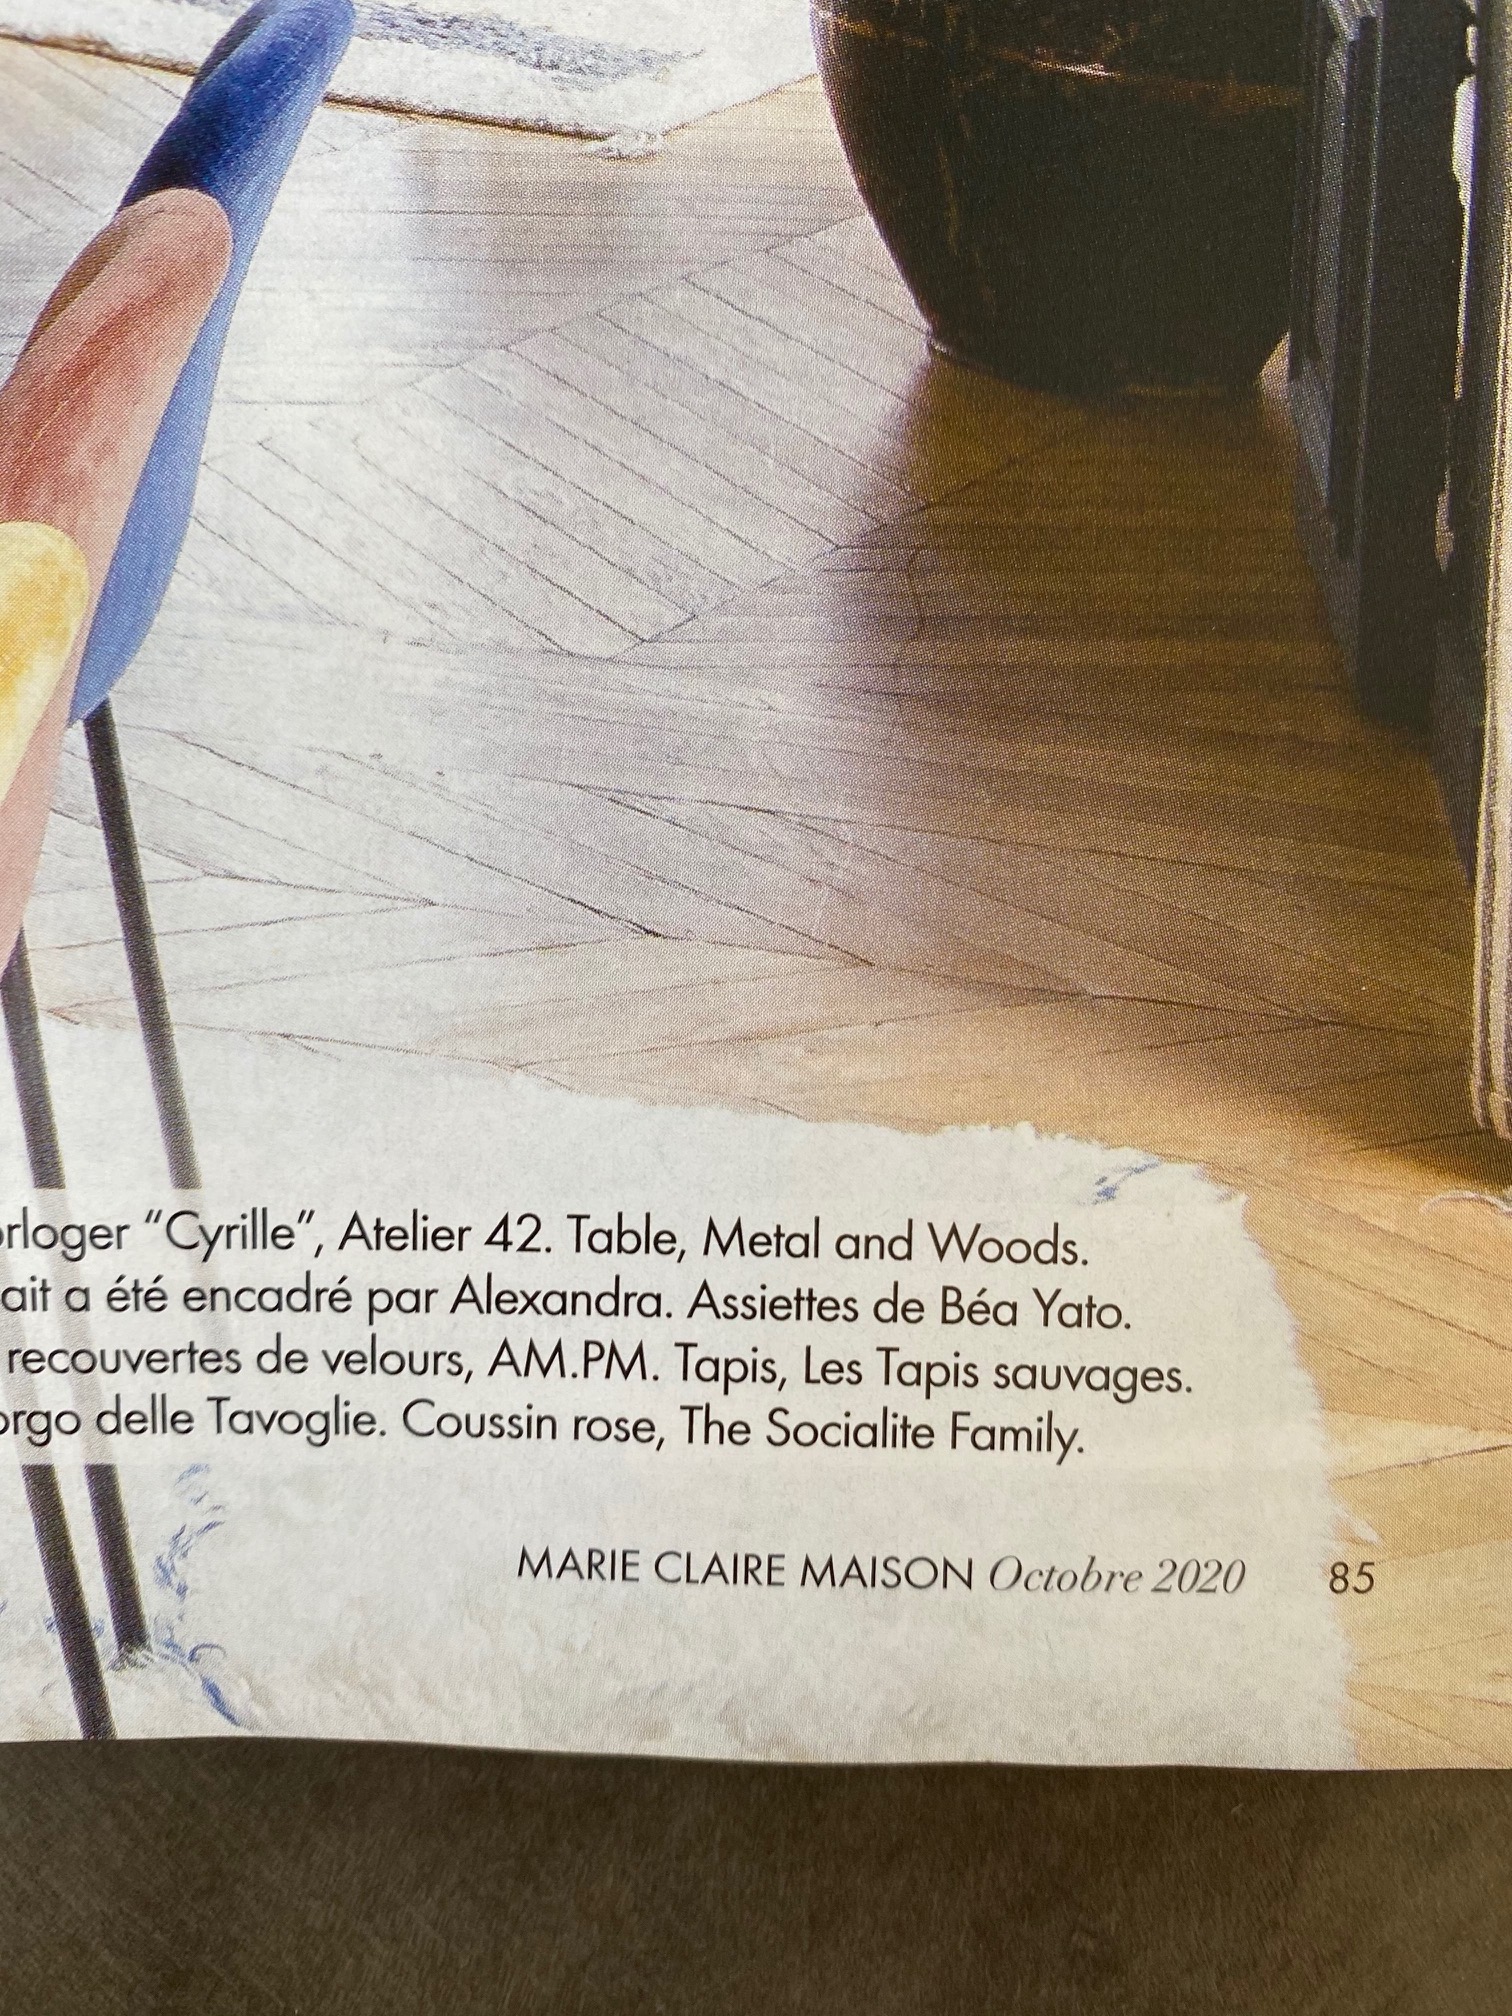 orloger “Cyrille”, Atelier 42. Table, Metal and Woods.
ait a été encadré par Alexandra. Assiettes de Béa Yato.
recouvertes de velours, AM.PM. Tapis, Les Tapis sauvages.
orgo delle Tavoglie. Coussin rose, The Socialite Family.
MARIE CLAIRE MAISON Octobre 2020 85